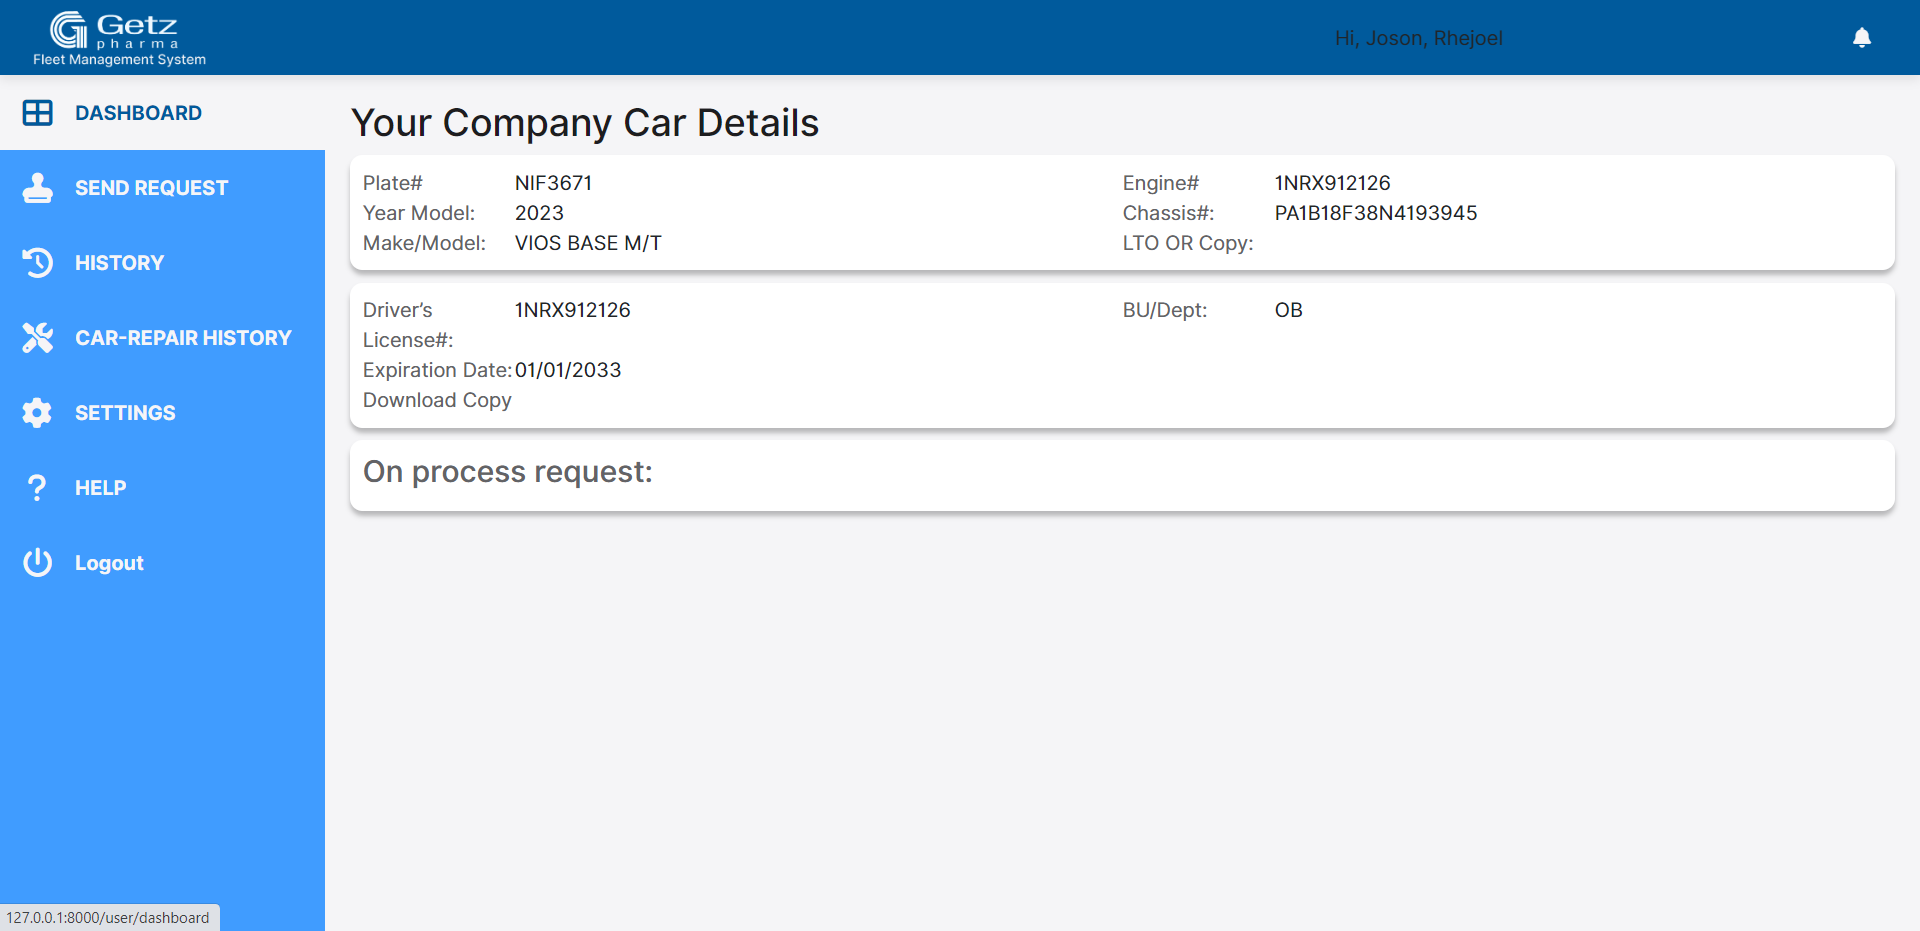 Getz
pharma
Fleet Management System
Hi, Joson, Rhejoel
DASHBOARD
SEND REQUEST
HISTORY
CAR-REPAIR HISTORY
SETTINGS
HELP
Logout
Your Company Car Details
Plate# NIF3671
Year Model: 2023
Make/Model: VIOS BASE M/T
Engine# 1NRX912126
Chassis#: PA1B18F38N4193945
LTO OR Copy:
Driver’s 1NRX912126
License#:
Expiration Date: 01/01/2033
Download Copy
BU/Dept: OB
On process request:
127.0.0.1:8000/user/dashboard